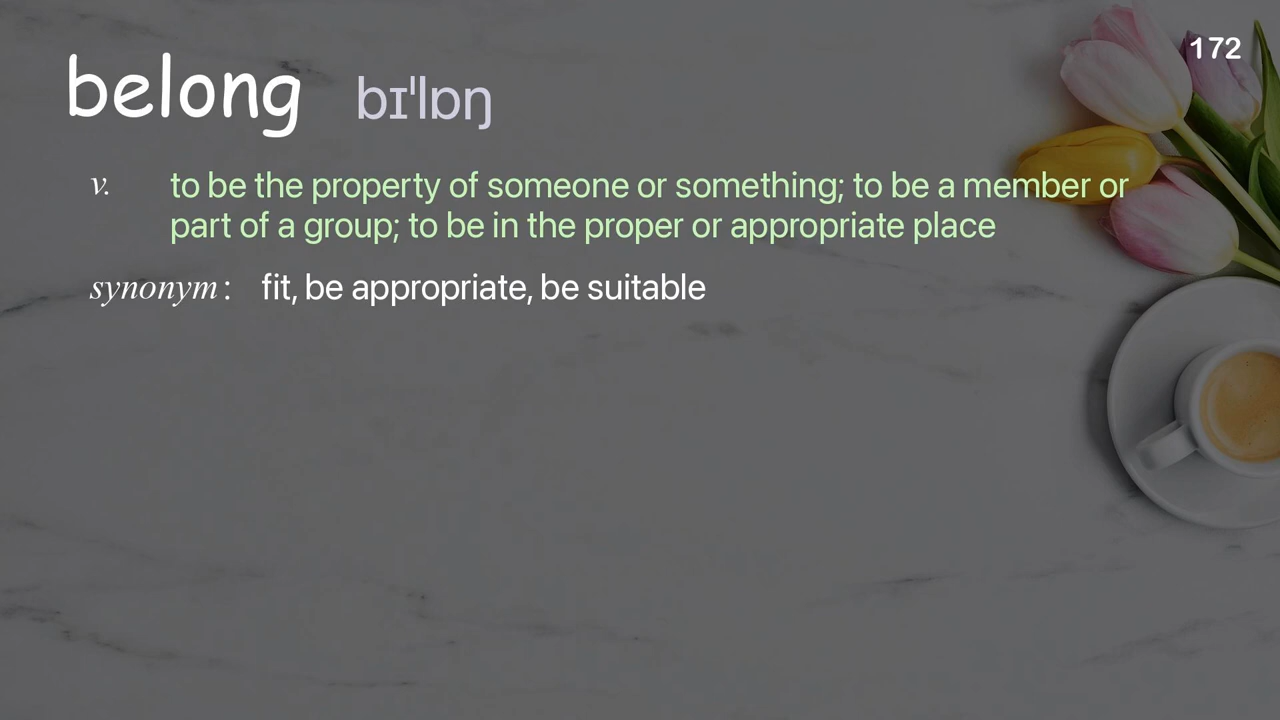 172
belong bɪˈlɒŋ
v. to be the property of someone or something; to be a member or
part of a group; to be in the proper or appropriate place
synonym: fit, be appropriate, be suitable